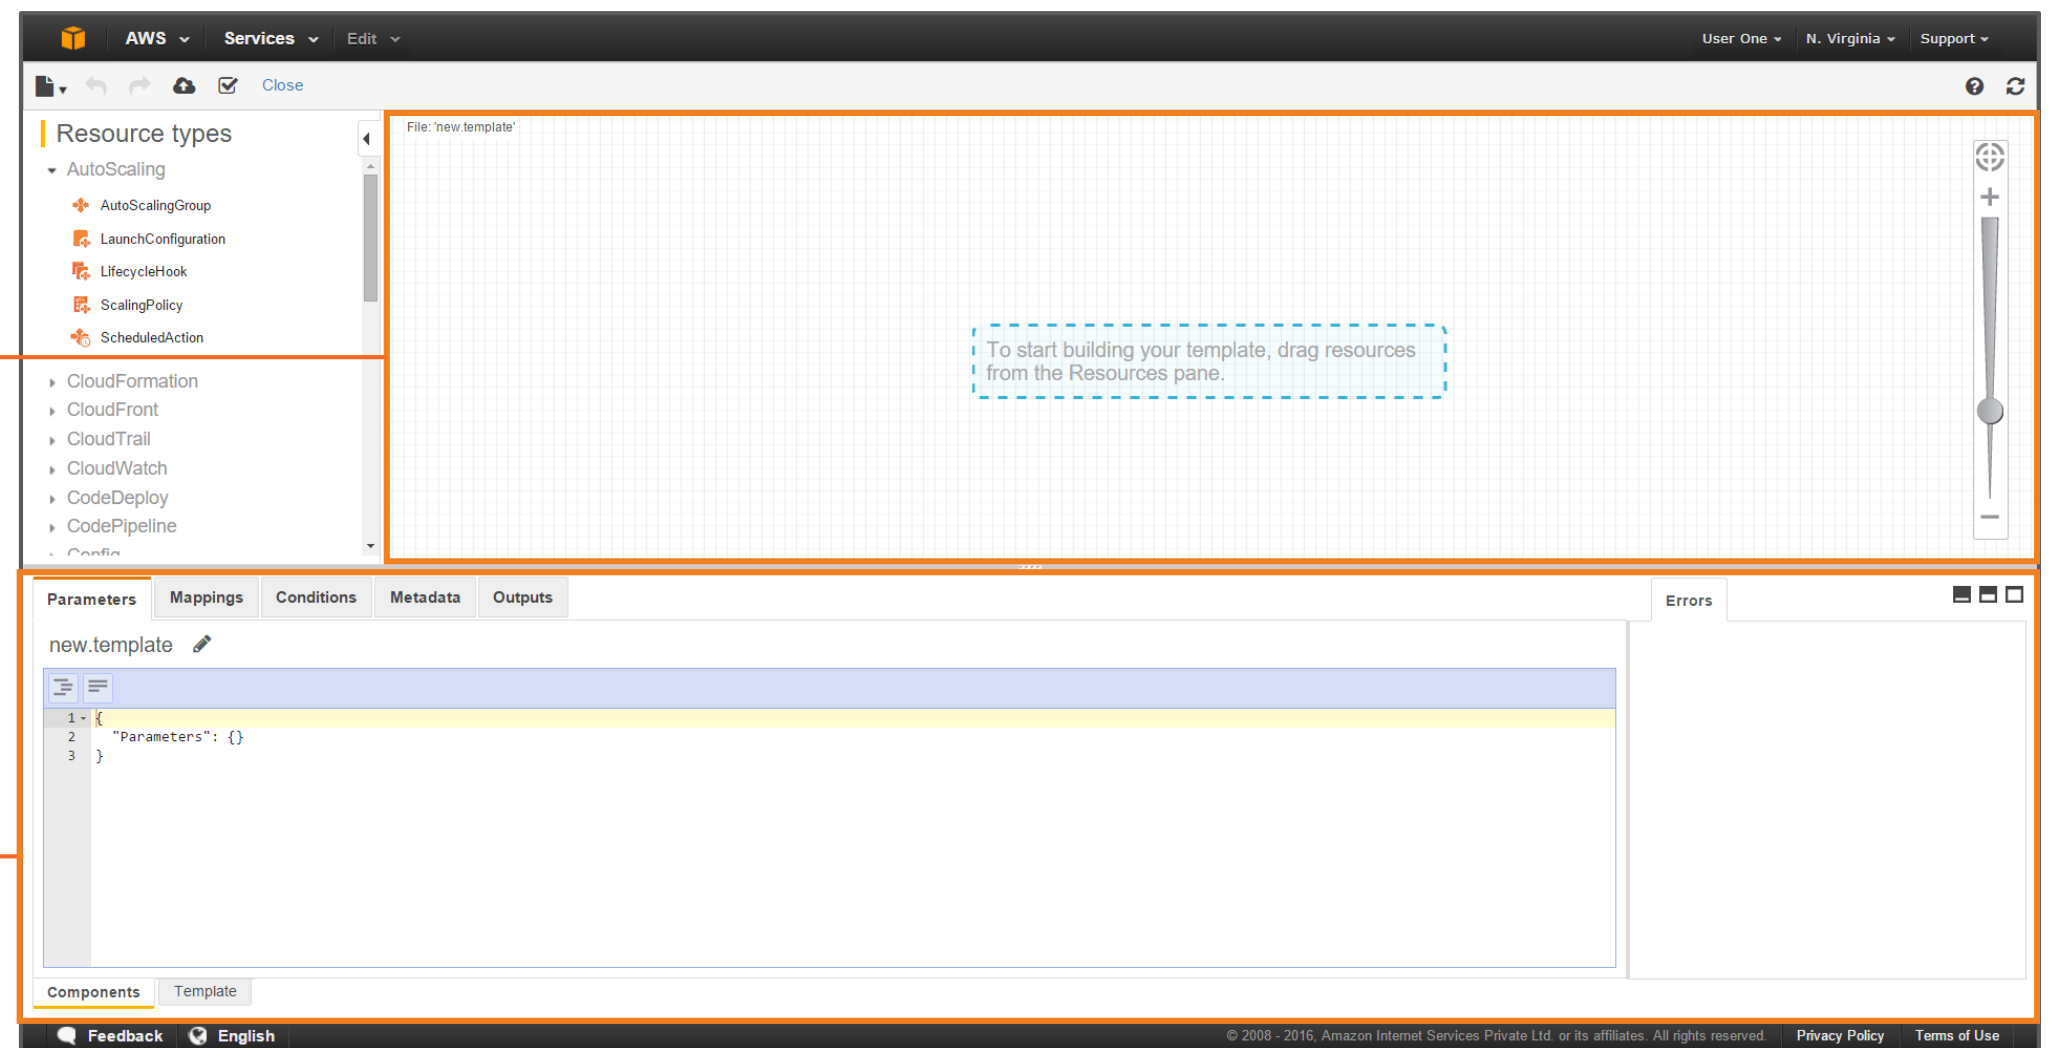 AWS Services Edit User One N. Virginia Support
Close
Resource types
AutoScaling
AutoScalingGroup
LaunchConfiguration
LifecycleHook
ScalingPolicy
ScheduledAction
CloudFormation
CloudFront
CloudTrail
CloudWatch
CodeDeploy
CodePipeline
Config
File: 'new.template'
To start building your template, drag resources
from the Resources pane.
Parameters Mappings Conditions Metadata Outputs
Errors
new.template
1 {
2 "Parameters": {}
3 }
Components Template
Feedback English © 2008 - 2016, Amazon Internet Services Private Ltd. or its affiliates. All rights reserved. Privacy Policy Terms of Use